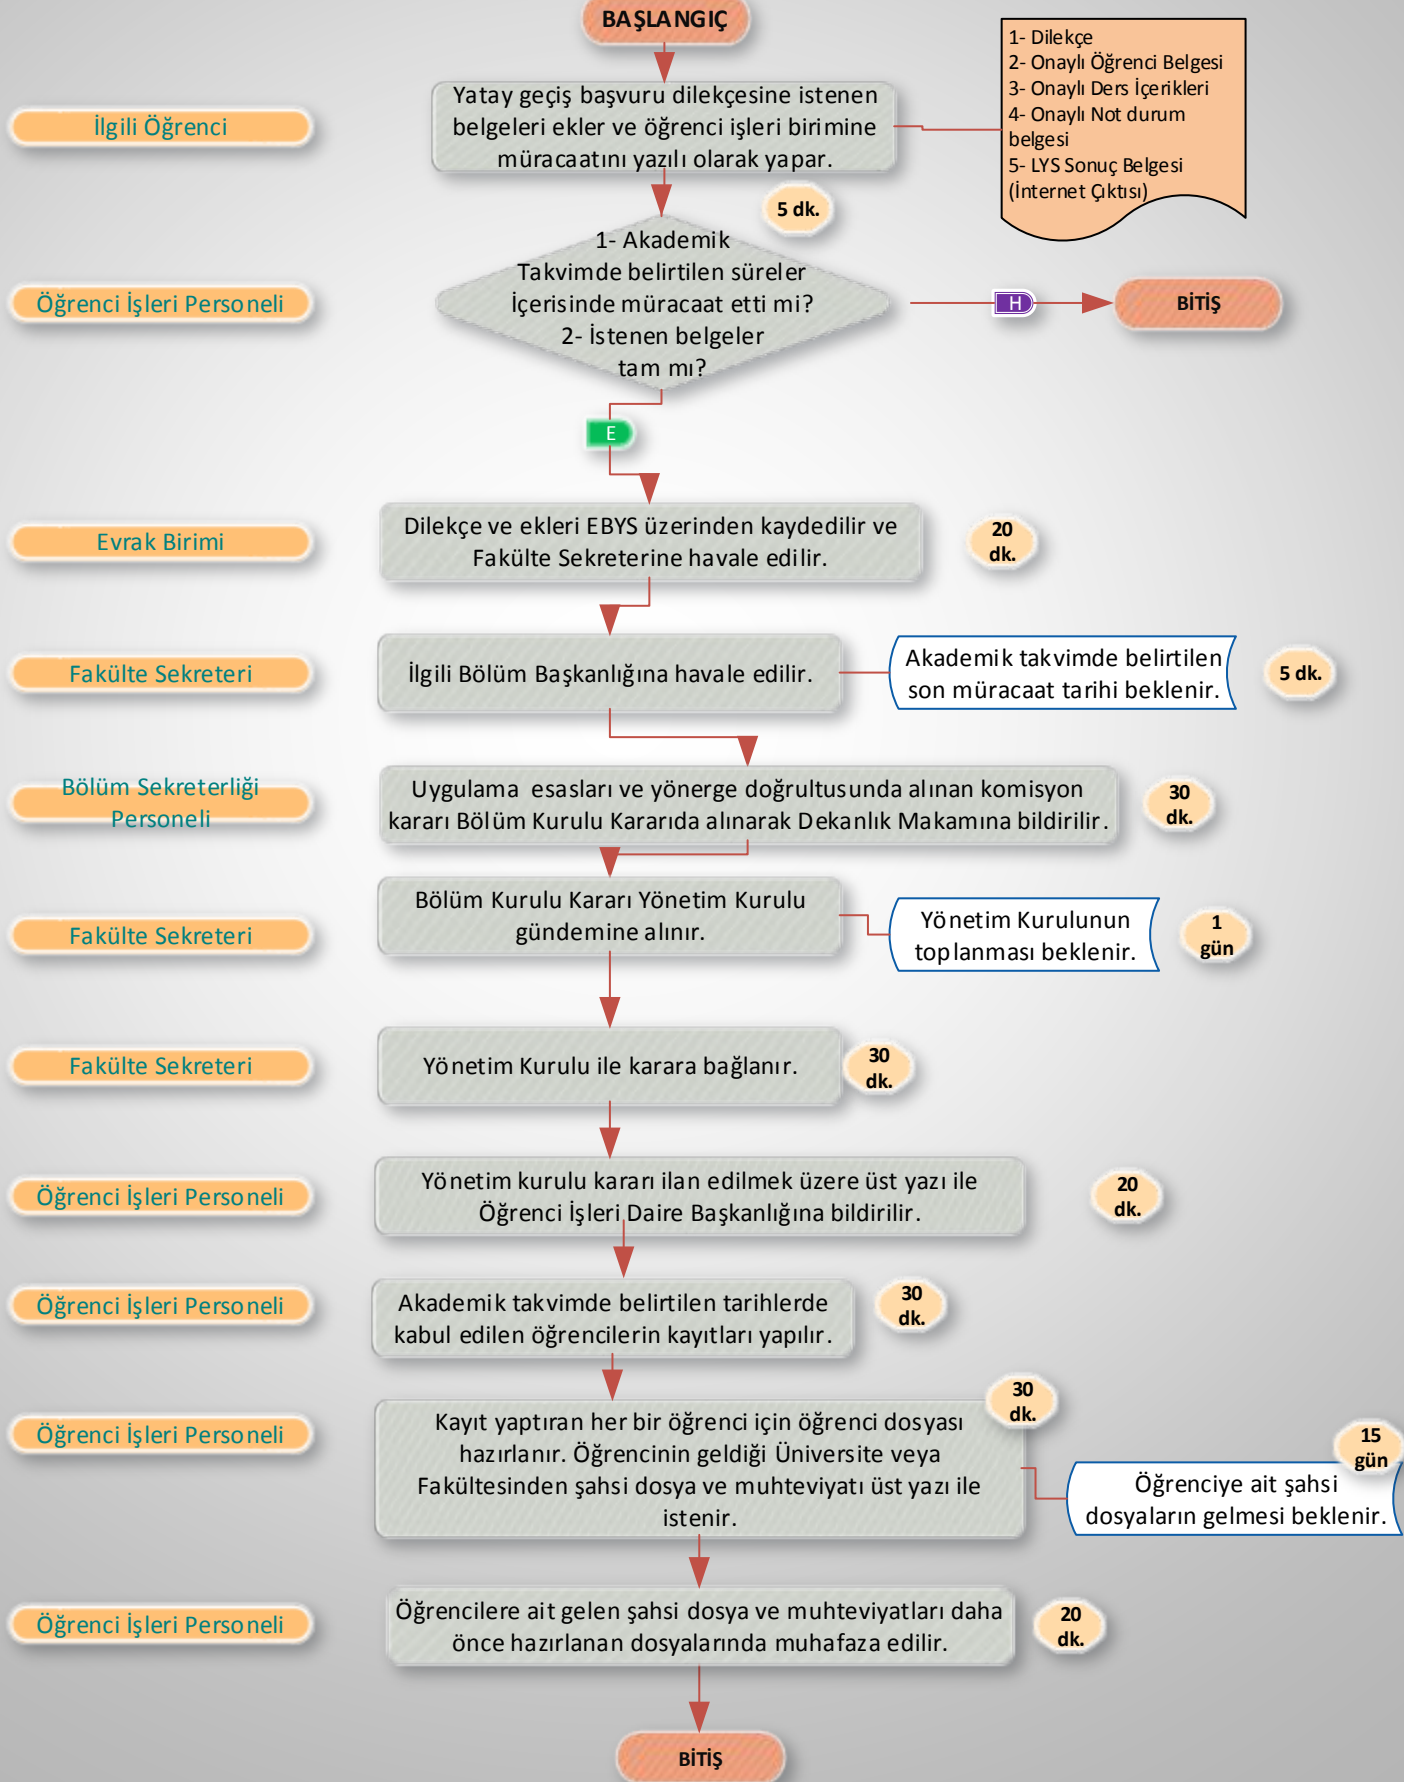 BAŞLANGIÇ
1- Dilekçe
2- Onaylı Öğrenci Belgesi
3- Onaylı Ders İçerikleri
4- Onaylı Not durum
belgesi
5- LYS Sonuç Belgesi
(İnternet Çıktısı)
İlgili Öğrenci
Yatay geçiş başvuru dilekçesine istenen
belgeleri ekler ve öğrenci işleri birimine
müracaatını yazılı olarak yapar.
5 dk.
Öğrenci İşleri Personeli
1- Akademik
Takvimde belirtilen süreler
İçerisinde müracaat etti mi?
2- İstenen belgeler
tam mı?
H
BİTİŞ
E
Evrak Birimi
Dilekçe ve ekleri EBYS üzerinden kaydedilir ve
Fakülte Sekreterine havale edilir.
20
dk.
Fakülte Sekreteri
İlgili Bölüm Başkanlığına havale edilir.
Akademik takvimde belirtilen
son müracaat tarihi beklenir.
5 dk.
Bölüm Sekreterliği
Personeli
Uygulama esasları ve yönerge doğrultusunda alınan komisyon
kararı Bölüm Kurulu Kararıda alınarak Dekanlık Makamına bildirilir.
30
dk.
Fakülte Sekreteri
Bölüm Kurulu Kararı Yönetim Kurulu
gündemine alınır.
Yönetim Kurulunun
toplanması beklenir.
1
gün
Fakülte Sekreteri
Yönetim Kurulu ile karara bağlanır.
30
dk.
Öğrenci İşleri Personeli
Yönetim kurulu kararı ilan edilmek üzere üst yazı ile
Öğrenci İşleri Daire Başkanlığına bildirilir.
20
dk.
Öğrenci İşleri Personeli
Akademik takvimde belirtilen tarihlerde
kabul edilen öğrencilerin kayıtları yapılır.
30
dk.
Öğrenci İşleri Personeli
Kayıt yaptıran her bir öğrenci için öğrenci dosyası
hazırlanır. Öğrencinin geldiği Üniversite veya
Fakültesinden şahsi dosya ve muhteviyatı üst yazı ile
istenir.
30
dk.
15
gün
Öğrenciye ait şahsi
dosyaların gelmesi beklenir.
Öğrenci İşleri Personeli
Öğrencilere ait gelen şahsi dosya ve muhteviyatları daha
önce hazırlanan dosyalarında muhafaza edilir.
20
dk.
BİTİŞ